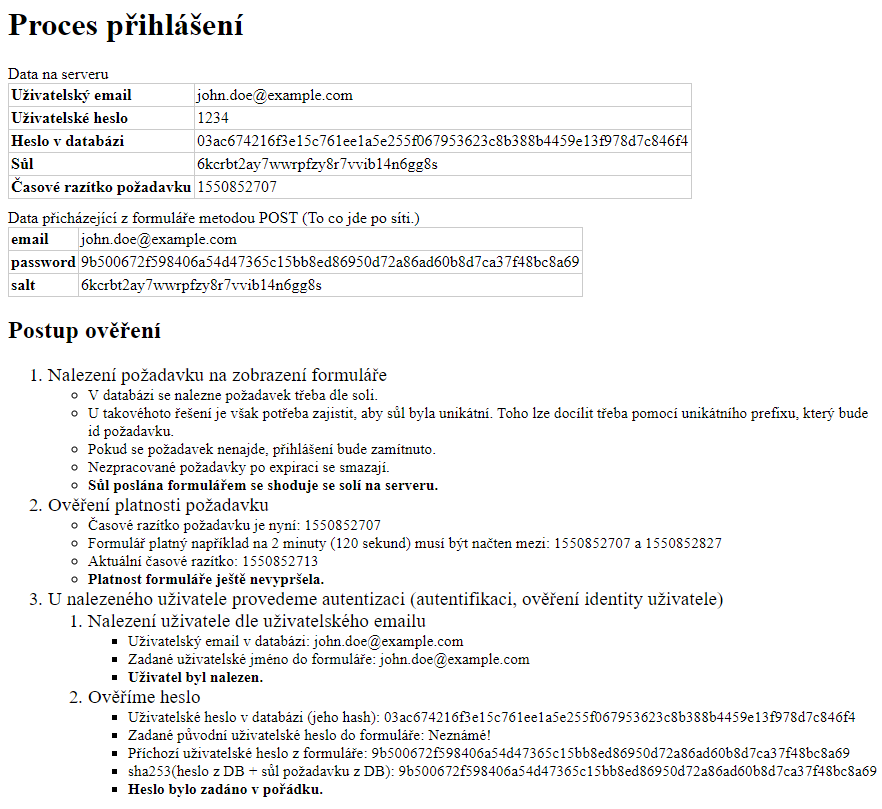 Proces přihlášení
Data na serveru
Uživatelský email john.doe@example.com
Uživatelské heslo 1234
Heslo v databázi 03ac674216f3e15c761ee1a5e255f067953623c8b388b4459e13f978d7c846f4
Sůl 6kcrbt2ay7wwrpfzy8r7vvib14n6gg8s
Časové razítko požadavku 1550852707
Data přicházející z formuláře metodou POST (To co jde po síti.)
email john.doe@example.com
password 9b500672f598406a54d47365c15bb8ed86950d72a86ad60b8d7ca37f48bc8a69
salt 6kcrbt2ay7wwrpfzy8r7vvib14n6gg8s
Postup ověření
1. Nalezení požadavku na zobrazení formuláře
V databázi se nalezne požadavek třeba dle soli.
U takovéhoto řešení je však potřeba zajistit, aby sůl byla unikátní. Toho lze docílit třeba pomocí unikátního prefixu, který bude
id požadavku.
Pokud se požadavek nenajde, přihlášení bude zamítnuto.
Nezpracované požadavky po expiraci se smazají.
Sůl poslána formulářem se shoduje se solí na serveru.
2. Ověření platnosti požadavku
Časové razítko požadavku je nyní: 1550852707
Formulář platný například na 2 minuty (120 sekund) musí být načten mezi: 1550852707 a 1550852827
Aktuální časové razítko: 1550852713
Platnost formuláře ještě nevypršela.
3. U nalezeného uživatele provedeme autentizaci (autentifikaci, ověření identity uživatele)
1. Nalezení uživatele dle uživatelského emailu
Uživatelský email v databázi: john.doe@example.com
Zadané uživatelské jméno do formuláře: john.doe@example.com
Uživatel byl nalezen.
2. Ověříme heslo
Uživatelské heslo v databázi (jeho hash): 03ac674216f3e15c761ee1a5e255f067953623c8b388b4459e13f978d7c846f4
Zadané původní uživatelské heslo do formuláře: Neznámé!
Příchozí uživatelské heslo z formuláře: 9b500672f598406a54d47365c15bb8ed86950d72a86ad60b8d7ca37f48bc8a69
sha253(heslo z DB + sůl požadavku z DB): 9b500672f598406a54d47365c15bb8ed86950d72a86ad60b8d7ca37f48bc8a69
Heslo bylo zadáno v pořádku.